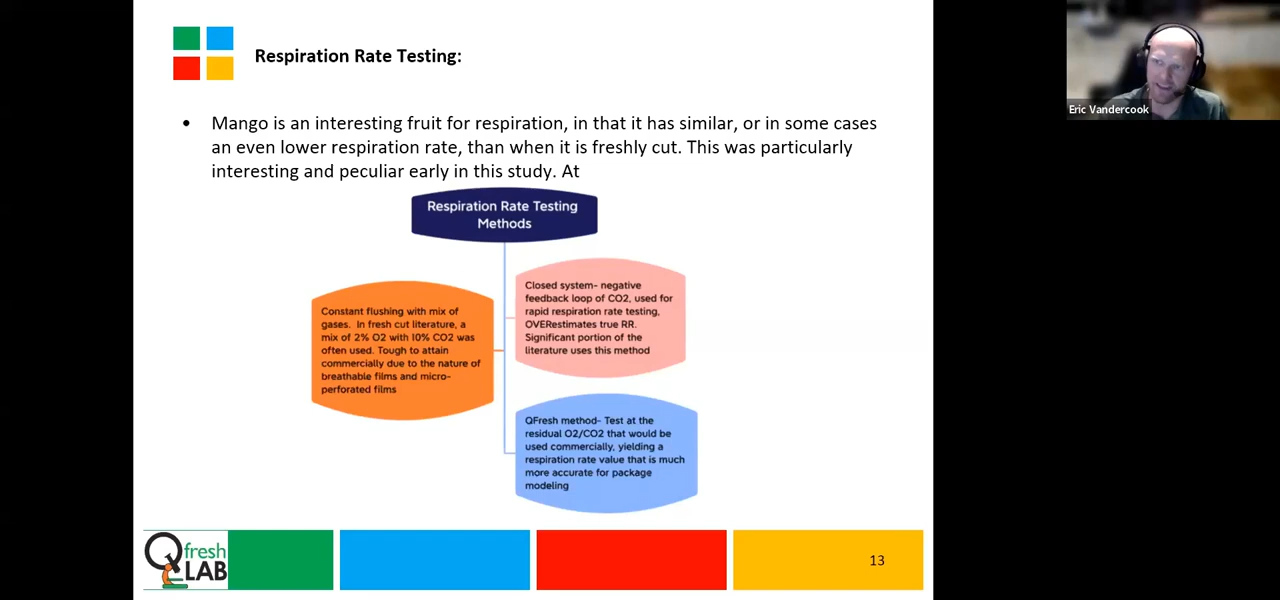 Respiration Rate Testing:
• Mango is an interesting fruit for respiration, in that it has similar, or in some cases
an even lower respiration rate, than when it is freshly cut. This was particularly
interesting and peculiar early in this study. At
Respiration Rate Testing
Methods
Constant flushing with mix of
gases. In fresh cut literature, a
mix of 2% O2 with 10% CO2 was
often used. Tough to attain
commercially due to the nature of
breathable films and micro-
perforated films
Closed system- negative
feedback loop of CO2, used for
rapid respiration rate testing,
OVERestimates true RR.
Significant portion of the
literature uses this method
QFresh method- Test at the
residual O2/CO2 that would be
used commercially, yielding a
respiration rate value that is much
more accurate for package
modeling
Q fresh
LAB
13
Eric Vandercook